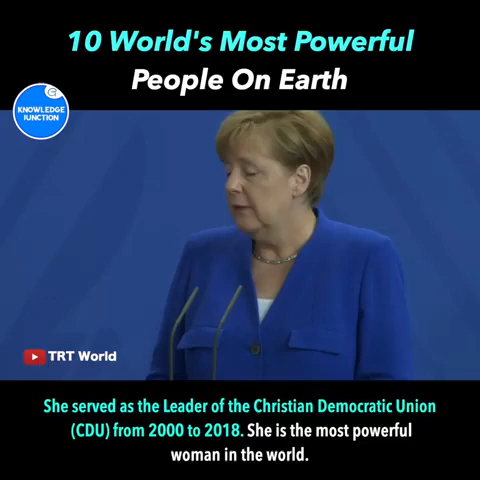 10 World's Most Powerful
People On Earth
KNOWLEDGE
JUNCTION
TRT World
She served as the Leader of the Christian Democratic Union
(CDU) from 2000 to 2018. She is the most powerful
woman in the world.